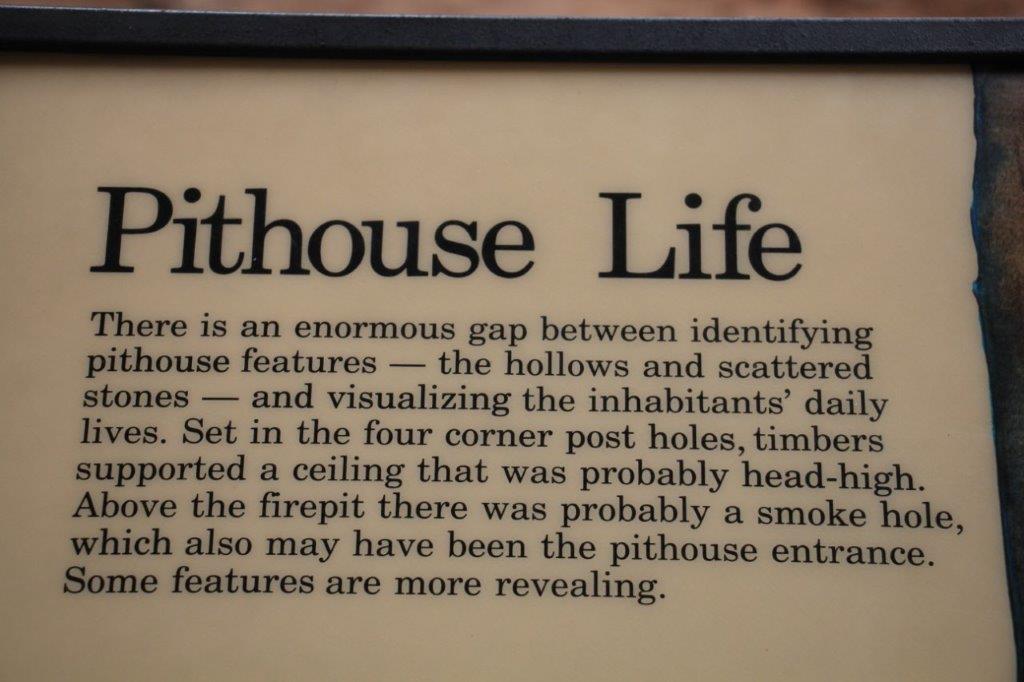 Pithouse Life
There is an enormous gap between identifying
pithouse features — the hollows and scattered
stones — and visualizing the inhabitants’ daily
lives. Set in the four corner post holes, timbers
supported a ceiling that was probably head-high.
Above the firepit there was probably a smoke hole,
which also may have been the pithouse entrance.
Some features are more revealing.